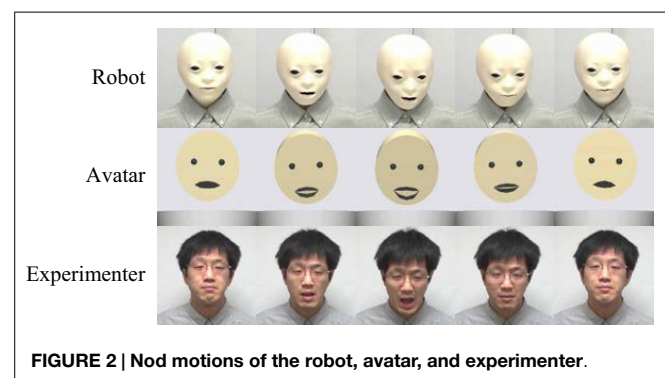 Robot
Avatar
Experimenter
FIGURE 2 | Nod motions of the robot, avatar, and experimenter.